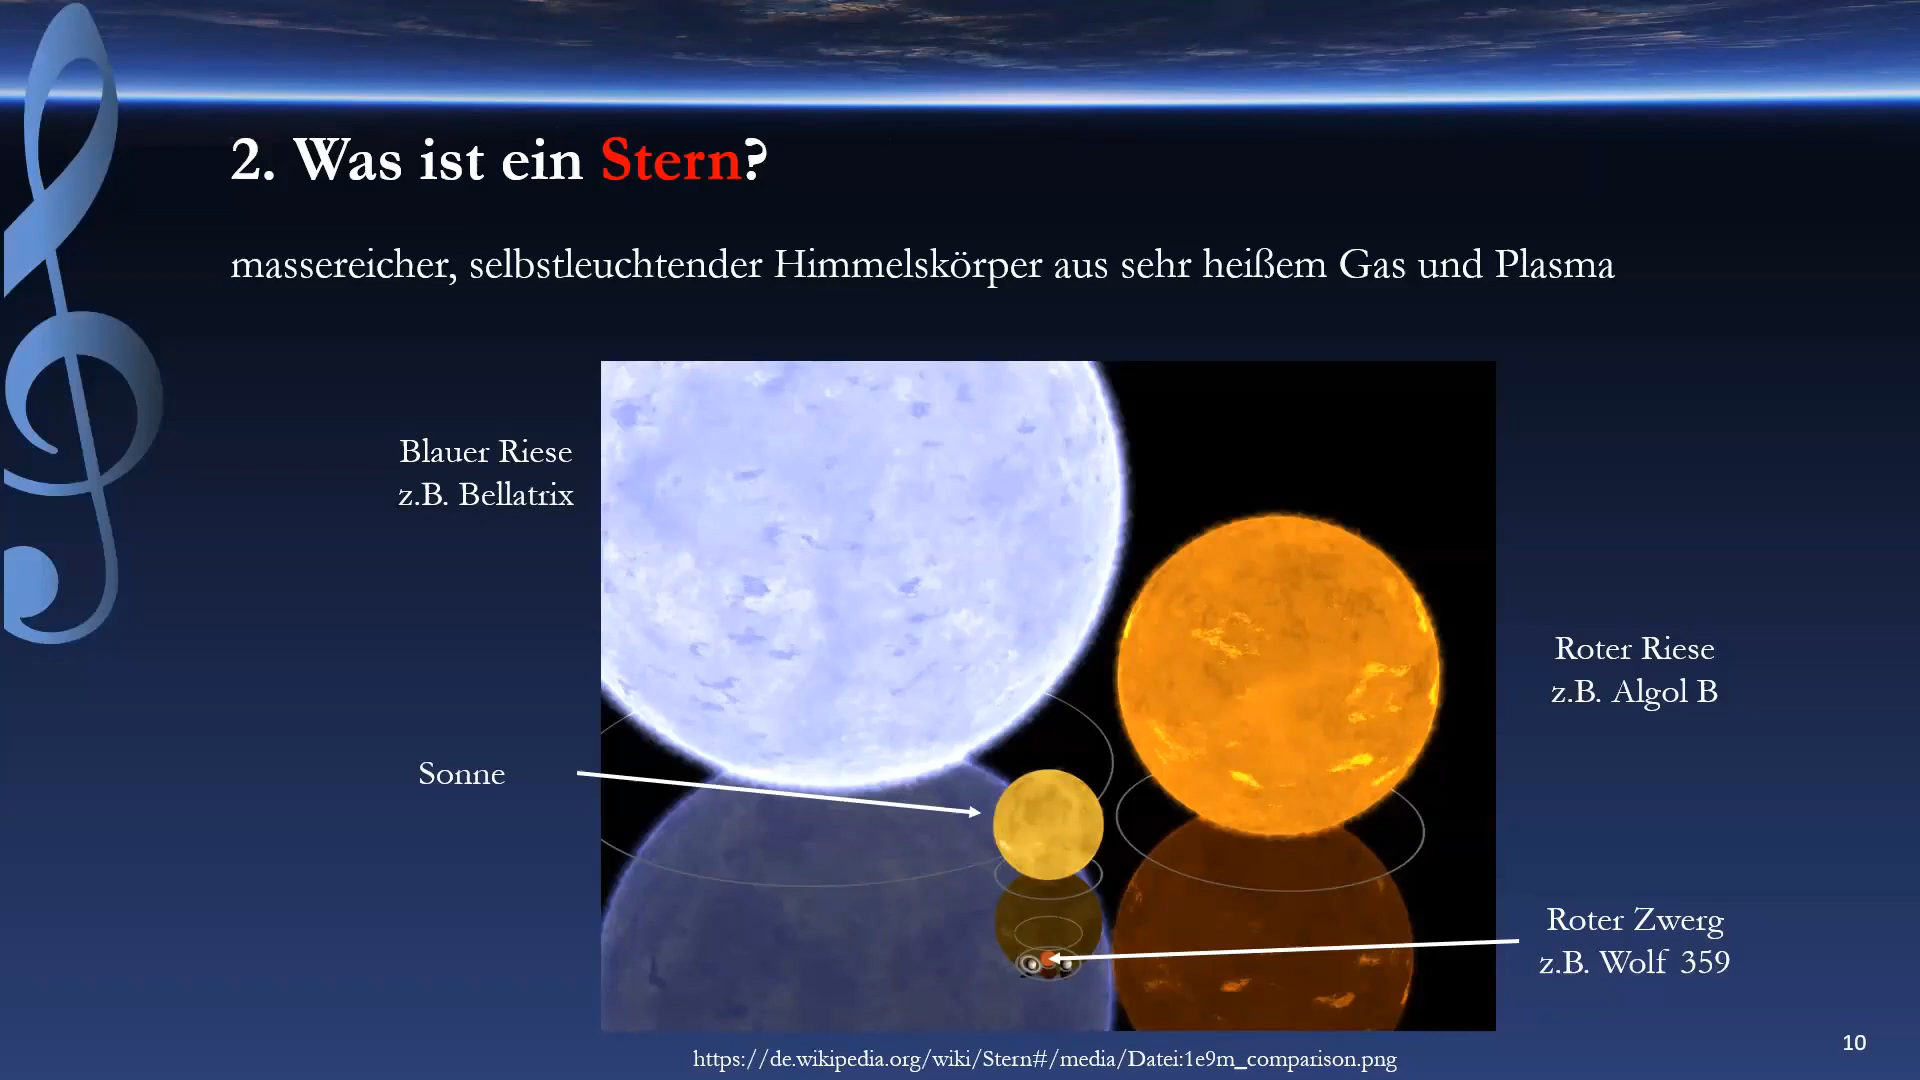 2. Was ist ein Stern?
massereicher, selbstleuchtender Himmelskörper aus sehr heißem Gas und Plasma
Blauer Riese
z.B. Bellatrix
Roter Riese
z.B. Algol B
Sonne
Roter Zwerg
z.B. Wolf 359
https://de.wikipedia.org/wiki/Stern#/media/Datei:1e9m_comparison.png
10